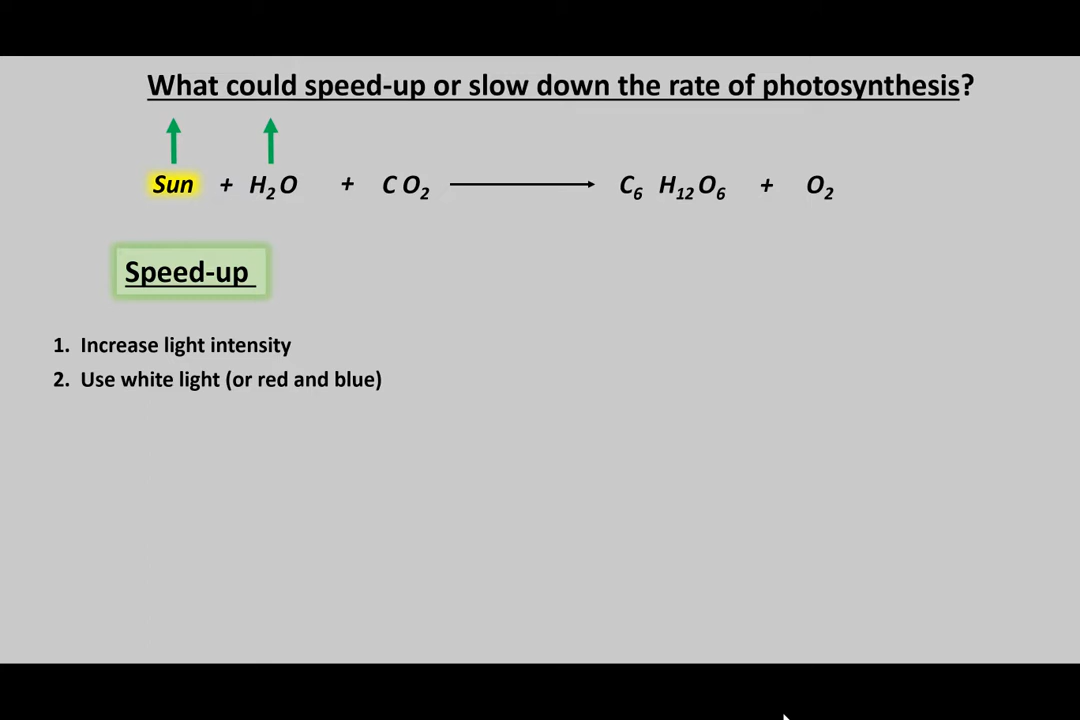 What could speed-up or slow down the rate of photosynthesis?
Sun + H₂O + C O₂ → C₆ H₁₂O₆ + O₂
Speed-up
1. Increase light intensity
2. Use white light (or red and blue)